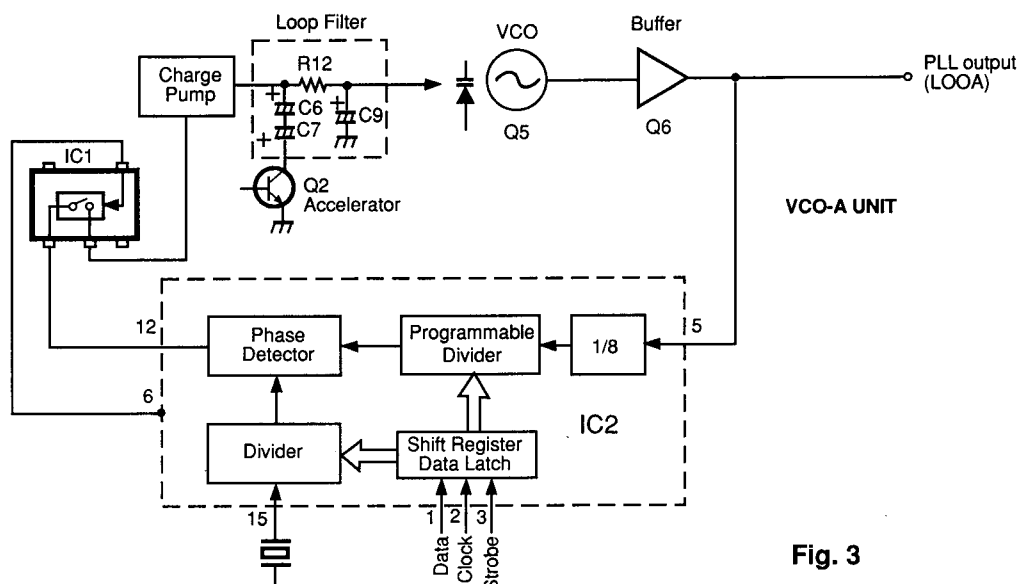 Loop Filter
VCO
Buffer
PLL output
(LOOA)
Charge
Pump
R12
+
C6
C7
+
+
C9
Q5
Q6
IC1
Q2
Accelerator
VCO-A UNIT
12
Phase
Detector
Programmable
Divider
1/8
5
6
IC2
Divider
Shift Register
Data Latch
15
1
2
3
Data
Clock
Strobe
Fig. 3